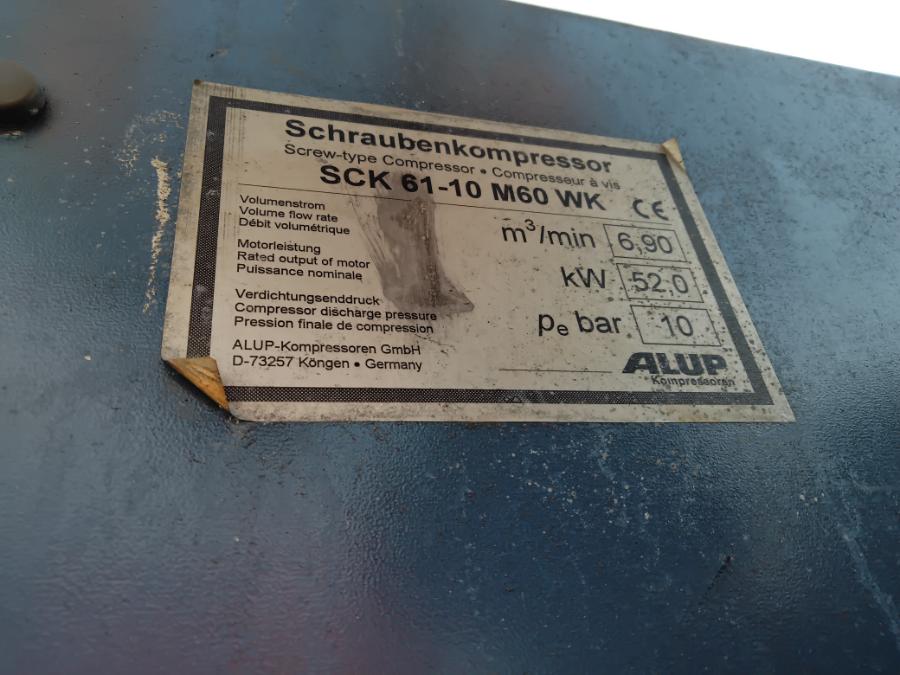 Schraubenkompressor
Screw-type Compressor • Compresseur à vis
SCK 61-10 M60 WK CE
Volumenstrom
Volume flow rate
Débit volumétrique
m³/min 6,90
Motorleistung
Rated output of motor
Puissance nominale
kW 52.0
Verdichtungsenddruck
Compressor discharge pressure
Pression finale de compression
pe bar 10
ALUP-Kompressoren GmbH
D-73257 Köngen • Germany
ALUP
Kompressoren